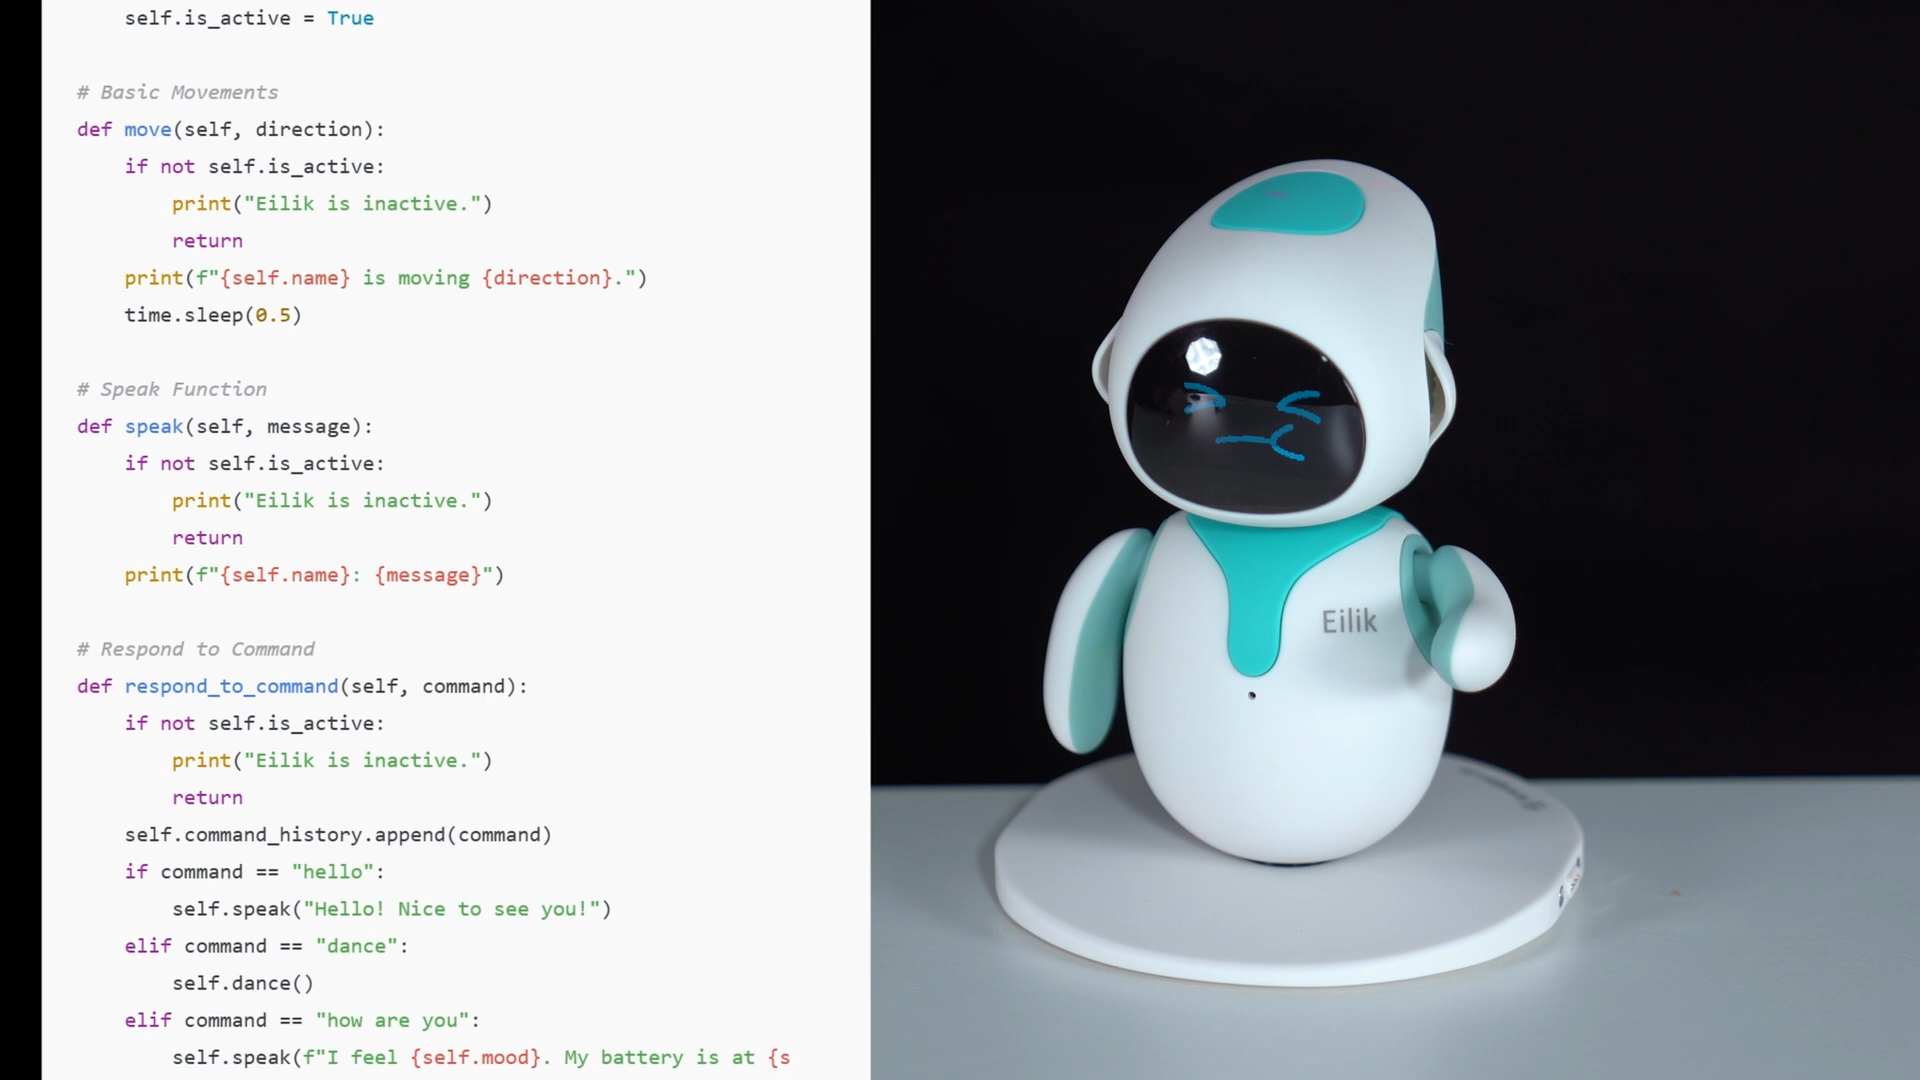 self.is_active = True
# Basic Movements
def move(self, direction):
if not self.is_active:
print("Eilik is inactive.")
return
print(f"{self.name} is moving {direction}.")
time.sleep(0.5)
# Speak Function
def speak(self, message):
if not self.is_active:
print("Eilik is inactive.")
return
print(f"{self.name}: {message}")
# Respond to Command
def respond_to_command(self, command):
if not self.is_active:
print("Eilik is inactive.")
return
self.command_history.append(command)
if command == "hello":
self.speak("Hello! Nice to see you!")
elif command == "dance":
self.dance()
elif command == "how are you":
self.speak(f"I feel {self.mood}. My battery is at {s
Eilik